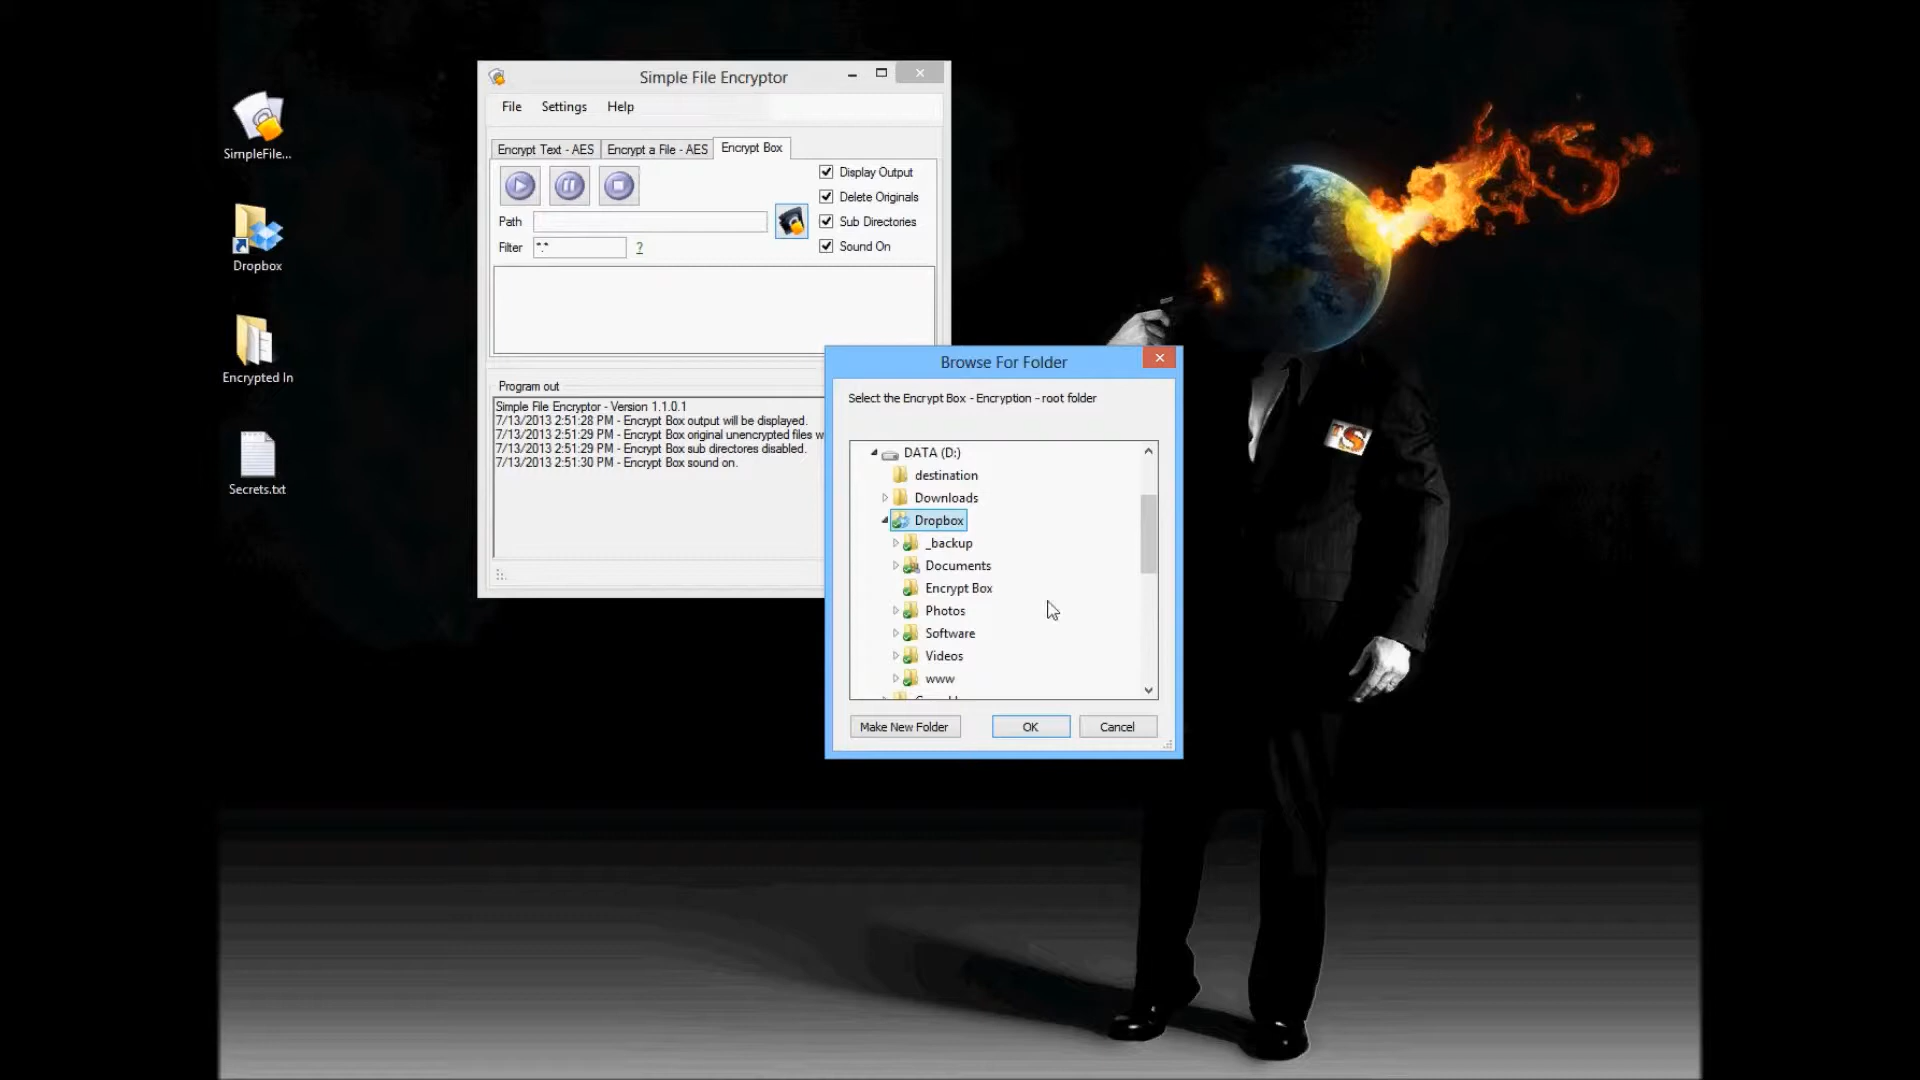 SimpleFile...
Dropbox
Encrypted In
Secrets.txt
Simple File Encryptor
File Settings Help
Encrypt Text - AES Encrypt a File - AES Encrypt Box
Display Output
Delete Originals
Path
Sub Directories
Filter *.* ?
Sound On
Program out
Simple File Encryptor - Version 1.1.0.1
7/13/2013 2:51:28 PM - Encrypt Box output will be displayed.
7/13/2013 2:51:29 PM - Encrypt Box original unencrypted files w
7/13/2013 2:51:29 PM - Encrypt Box sub directores disabled.
7/13/2013 2:51:30 PM - Encrypt Box sound on.
Browse For Folder
Select the Encrypt Box - Encryption - root folder
DATA (D:)
destination
Downloads
Dropbox
_backup
Documents
Encrypt Box
Photos
Software
Videos
www
Make New Folder OK Cancel
TS